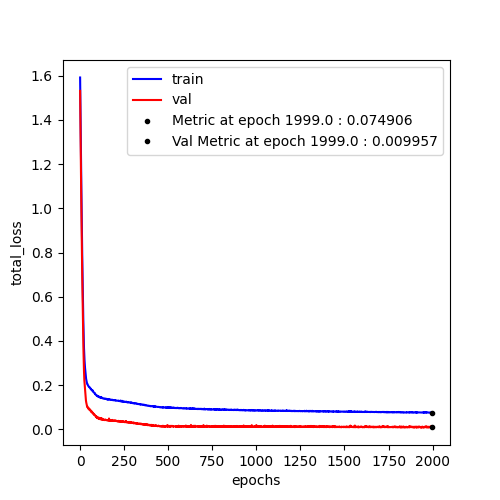 train
val
Metric at epoch 1999.0 : 0.074906
Val Metric at epoch 1999.0 : 0.009957
1.6
1.4
1.2
1.0
0.8
0.6
0.4
0.2
0.0
total_loss
0 250 500 750 1000 1250 1500 1750 2000
epochs